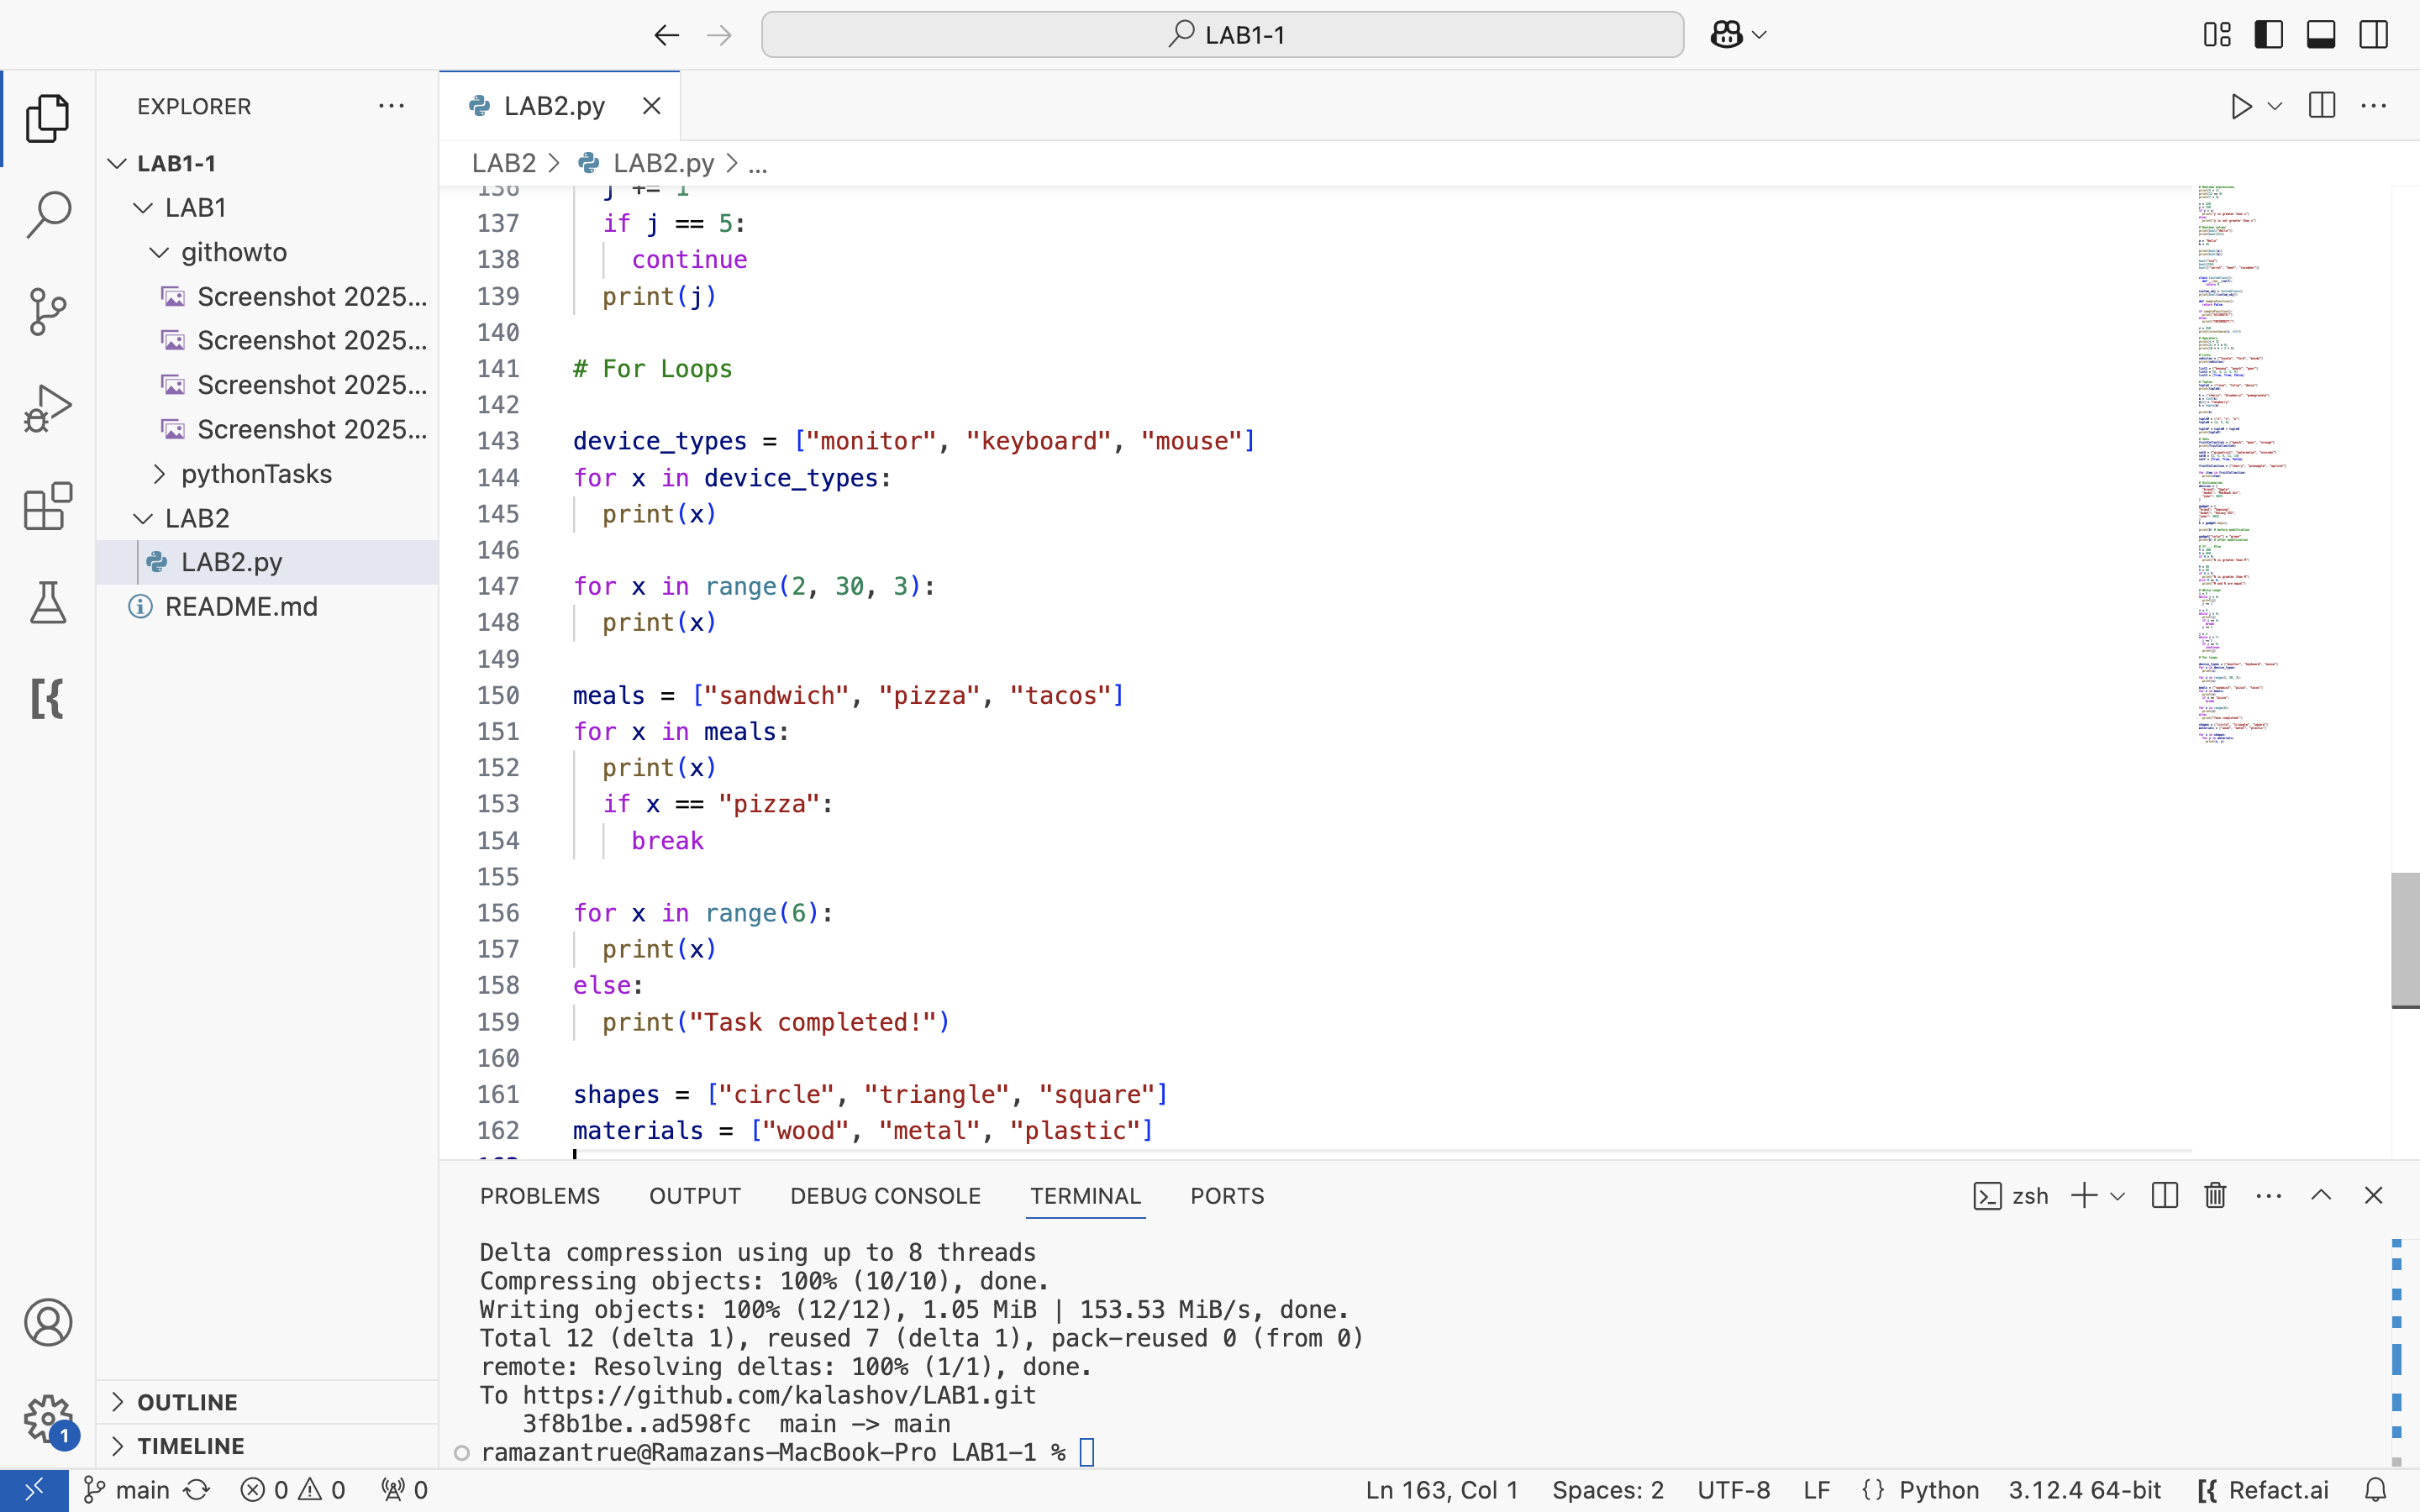 LAB1-1
EXPLORER
LAB1-1
LAB1
githowto
Screenshot 2025...
Screenshot 2025...
Screenshot 2025...
Screenshot 2025...
pythonTasks
LAB2
LAB2.py
README.md
OUTLINE
TIMELINE
LAB2.py
LAB2 > LAB2.py > ...
136 j += 1
137 if j == 5:
138 continue
139 print(j)
140
141 # For Loops
142
143 device_types = ["monitor", "keyboard", "mouse"]
144 for x in device_types:
145 print(x)
146
147 for x in range(2, 30, 3):
148 print(x)
149
150 meals = ["sandwich", "pizza", "tacos"]
151 for x in meals:
152 print(x)
153 if x == "pizza":
154 break
155
156 for x in range(6):
157 print(x)
158 else:
159 print("Task completed!")
160
161 shapes = ["circle", "triangle", "square"]
162 materials = ["wood", "metal", "plastic"]
163
PROBLEMS OUTPUT DEBUG CONSOLE TERMINAL PORTS zsh
Delta compression using up to 8 threads
Compressing objects: 100% (10/10), done.
Writing objects: 100% (12/12), 1.05 MiB | 153.53 MiB/s, done.
Total 12 (delta 1), reused 7 (delta 1), pack-reused 0 (from 0)
remote: Resolving deltas: 100% (1/1), done.
To https://github.com/kalashov/LAB1.git
3f8b1be..ad598fc main -> main
ramazantrue@Ramazans-MacBook-Pro LAB1-1 %
1
main 0 0 0 Ln 163, Col 1 Spaces: 2 UTF-8 LF {} Python 3.12.4 64-bit Refact.ai